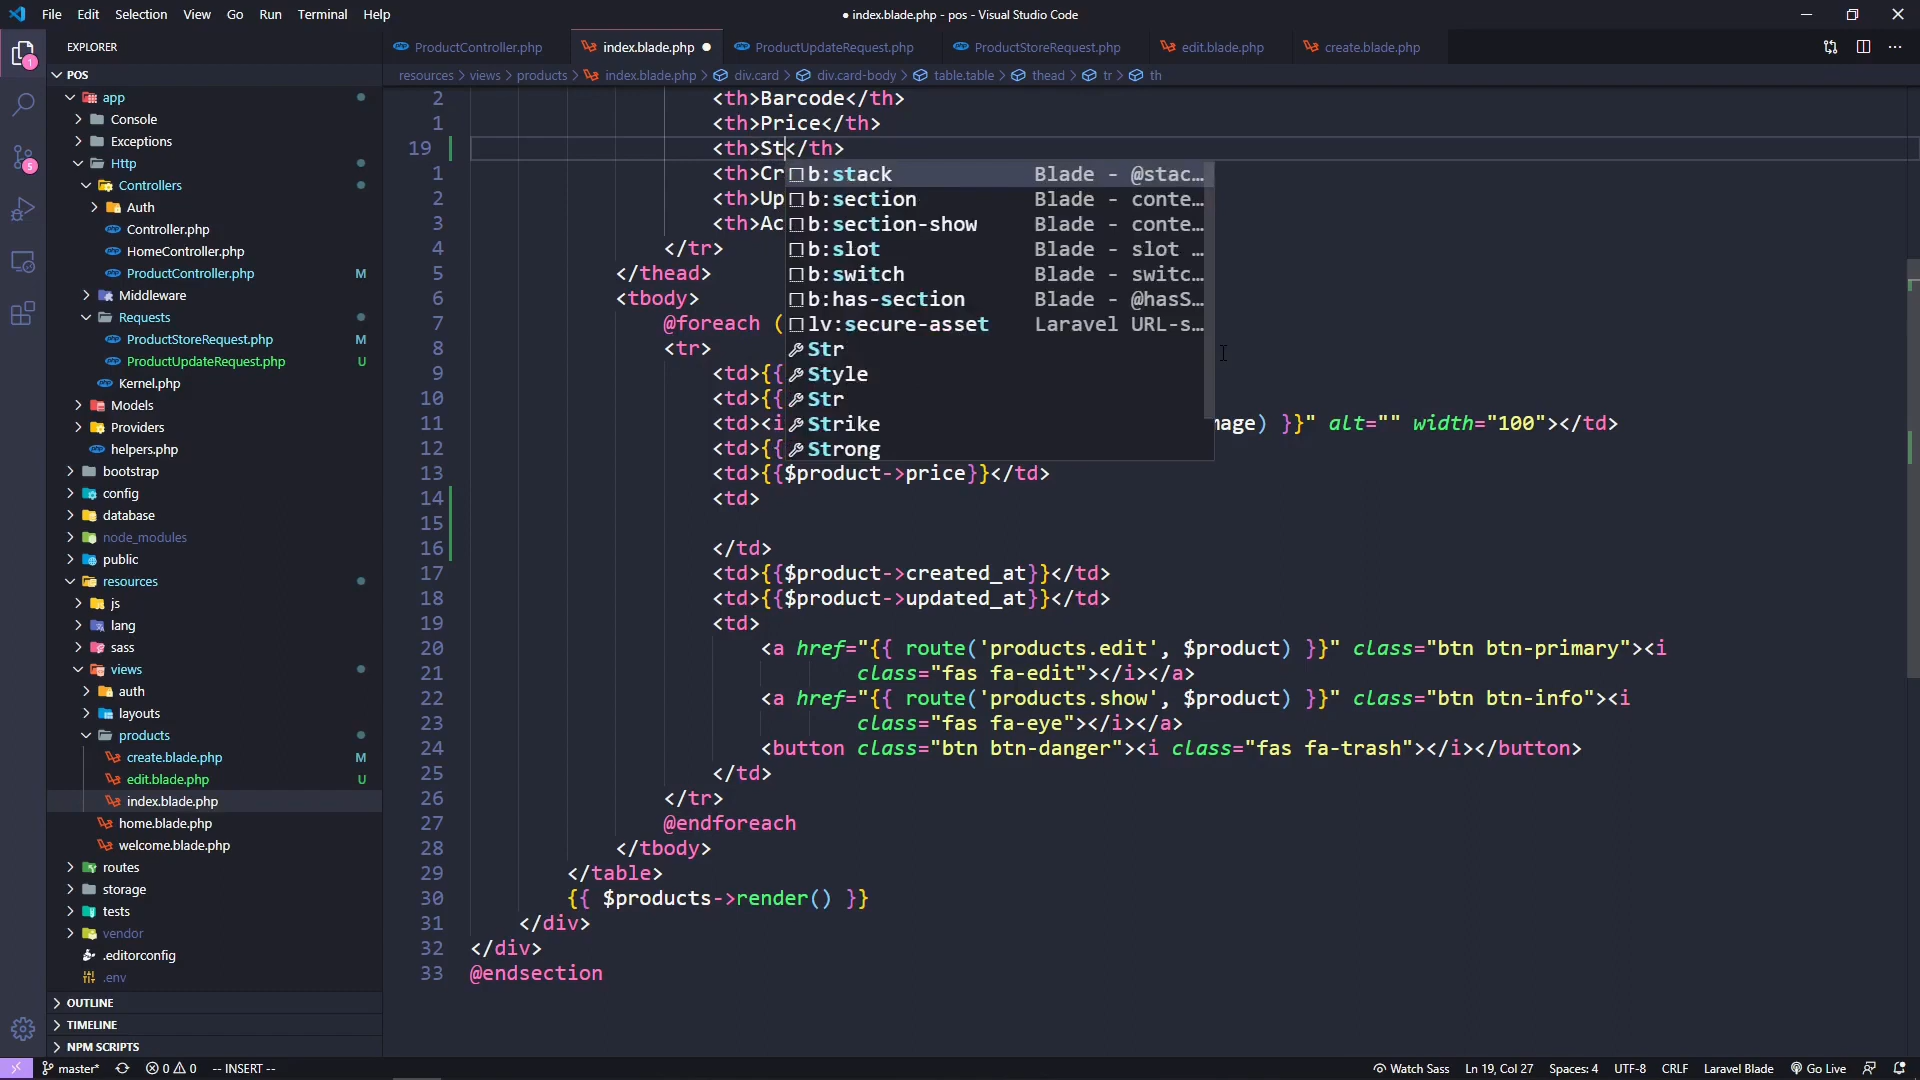 File Edit Selection View Go Run Terminal Help
● index.blade.php - pos - Visual Studio Code
EXPLORER
POS
app
Console
Exceptions
Http
Controllers
Auth
Controller.php
HomeController.php
ProductController.php M
Middleware
Requests
ProductStoreRequest.php M
ProductUpdateRequest.php U
Kernel.php
Models
Providers
helpers.php
bootstrap
config
database
node_modules
public
resources
js
lang
sass
views
auth
layouts
products
create.blade.php M
edit.blade.php U
index.blade.php
home.blade.php
welcome.blade.php
routes
storage
tests
vendor
.editorconfig
.env
OUTLINE
TIMELINE
NPM SCRIPTS
1
5
ProductController.php index.blade.php ProductUpdateRequest.php ProductStoreRequest.php edit.blade.php create.blade.php
resources > views > products > index.blade.php > div.card > div.card-body > table.table > thead > tr > th
2 <th>Barcode</th>
1 <th>Price</th>
19 <th>St</th>
1 <th>Cr
2 <th>Up
3 <th>Ac
4 </tr>
5 </thead>
6 <tbody>
7 @foreach (
8 <tr>
9 <td>{{
10 <td>{{
11 <td><i mage) }}" alt="" width="100"></td>
12 <td>{{
13 <td>{{$product->price}}</td>
14 <td>
15
16 </td>
17 <td>{{$product->created_at}}</td>
18 <td>{{$product->updated_at}}</td>
19 <td>
20 <a href="{{ route('products.edit', $product) }}" class="btn btn-primary"><i
21 class="fas fa-edit"></i></a>
22 <a href="{{ route('products.show', $product) }}" class="btn btn-info"><i
23 class="fas fa-eye"></i></a>
24 <button class="btn btn-danger"><i class="fas fa-trash"></i></button>
25 </td>
26 </tr>
27 @endforeach
28 </tbody>
29 </table>
30 {{ $products->render() }}
31 </div>
32 </div>
33 @endsection
b:stack Blade - @stac...
b:section Blade - conte...
b:section-show Blade - conte...
b:slot Blade - slot ...
b:switch Blade - switc...
b:has-section Blade - @hasS...
lv:secure-asset Laravel URL-s...
Str
Style
Str
Strike
Strong
master* 0 0 -- INSERT -- Watch Sass Ln 19, Col 27 Spaces: 4 UTF-8 CRLF Laravel Blade Go Live